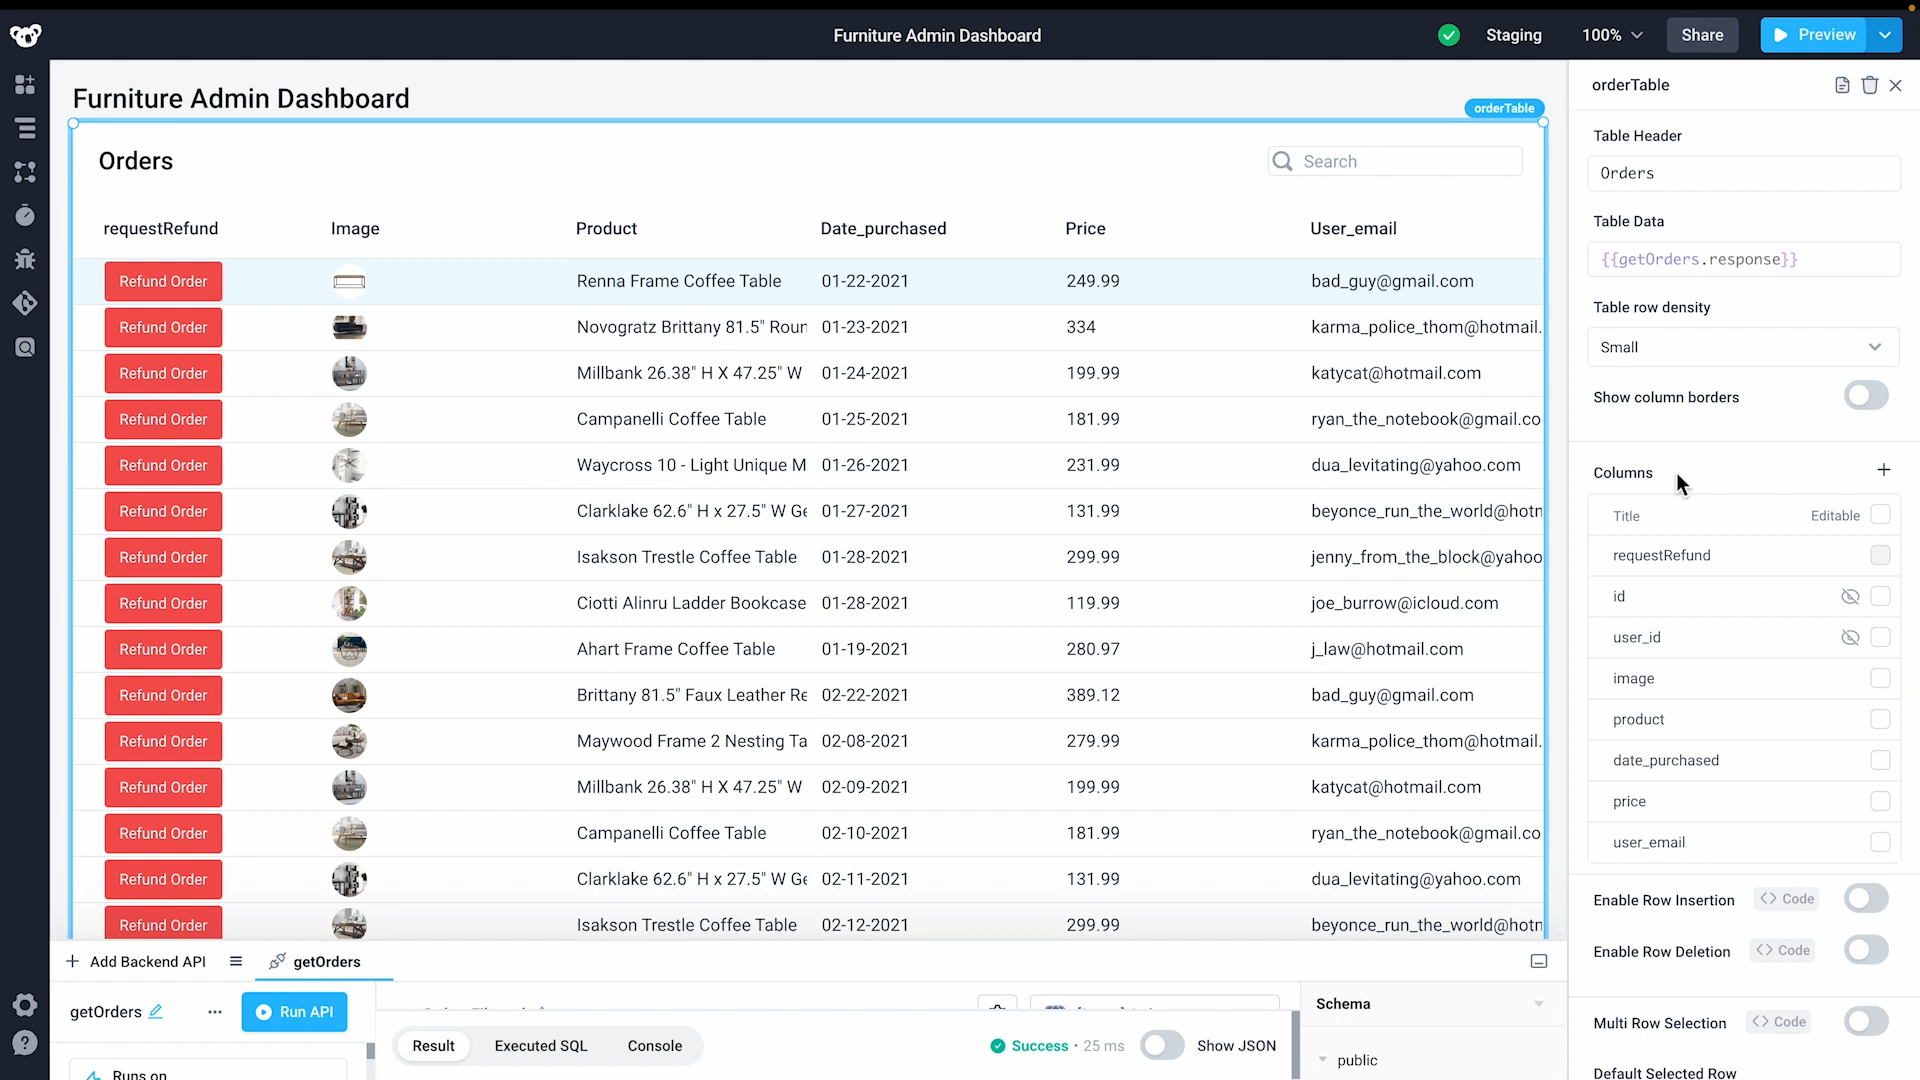 Furniture Admin Dashboard
Staging
100%
Share
Preview
Furniture Admin Dashboard
orderTable
Orders
Search
requestRefund Image Product Date_purchased Price User_email
Refund Order Renna Frame Coffee Table 01-22-2021 249.99 bad_guy@gmail.com
Refund Order Novogratz Brittany 81.5" Roun 01-23-2021 334 karma_police_thom@hotmail.
Refund Order Millbank 26.38" H X 47.25" W 01-24-2021 199.99 katycat@hotmail.com
Refund Order Campanelli Coffee Table 01-25-2021 181.99 ryan_the_notebook@gmail.co
Refund Order Waycross 10 - Light Unique M 01-26-2021 231.99 dua_levitating@yahoo.com
Refund Order Clarklake 62.6" H x 27.5" W Ge 01-27-2021 131.99 beyonce_run_the_world@hotn
Refund Order Isakson Trestle Coffee Table 01-28-2021 299.99 jenny_from_the_block@yahoo
Refund Order Ciotti Alinru Ladder Bookcase 01-28-2021 119.99 joe_burrow@icloud.com
Refund Order Ahart Frame Coffee Table 01-19-2021 280.97 j_law@hotmail.com
Refund Order Brittany 81.5" Faux Leather Re 02-22-2021 389.12 bad_guy@gmail.com
Refund Order Maywood Frame 2 Nesting Ta 02-08-2021 279.99 karma_police_thom@hotmail.
Refund Order Millbank 26.38" H X 47.25" W 02-09-2021 199.99 katycat@hotmail.com
Refund Order Campanelli Coffee Table 02-10-2021 181.99 ryan_the_notebook@gmail.co
Refund Order Clarklake 62.6" H x 27.5" W Ge 02-11-2021 131.99 dua_levitating@yahoo.com
Refund Order Isakson Trestle Coffee Table 02-12-2021 299.99 beyonce_run_the_world@hotn
Add Backend API
getOrders
getOrders
Run API
Runs on
Result Executed SQL Console
Success • 25 ms
Show JSON
Schema
public
orderTable
Table Header
Orders
Table Data
{{getOrders.response}}
Table row density
Small
Show column borders
Columns
Title Editable
requestRefund
id
user_id
image
product
date_purchased
price
user_email
Enable Row Insertion <> Code
Enable Row Deletion <> Code
Multi Row Selection <> Code
Default Selected Row